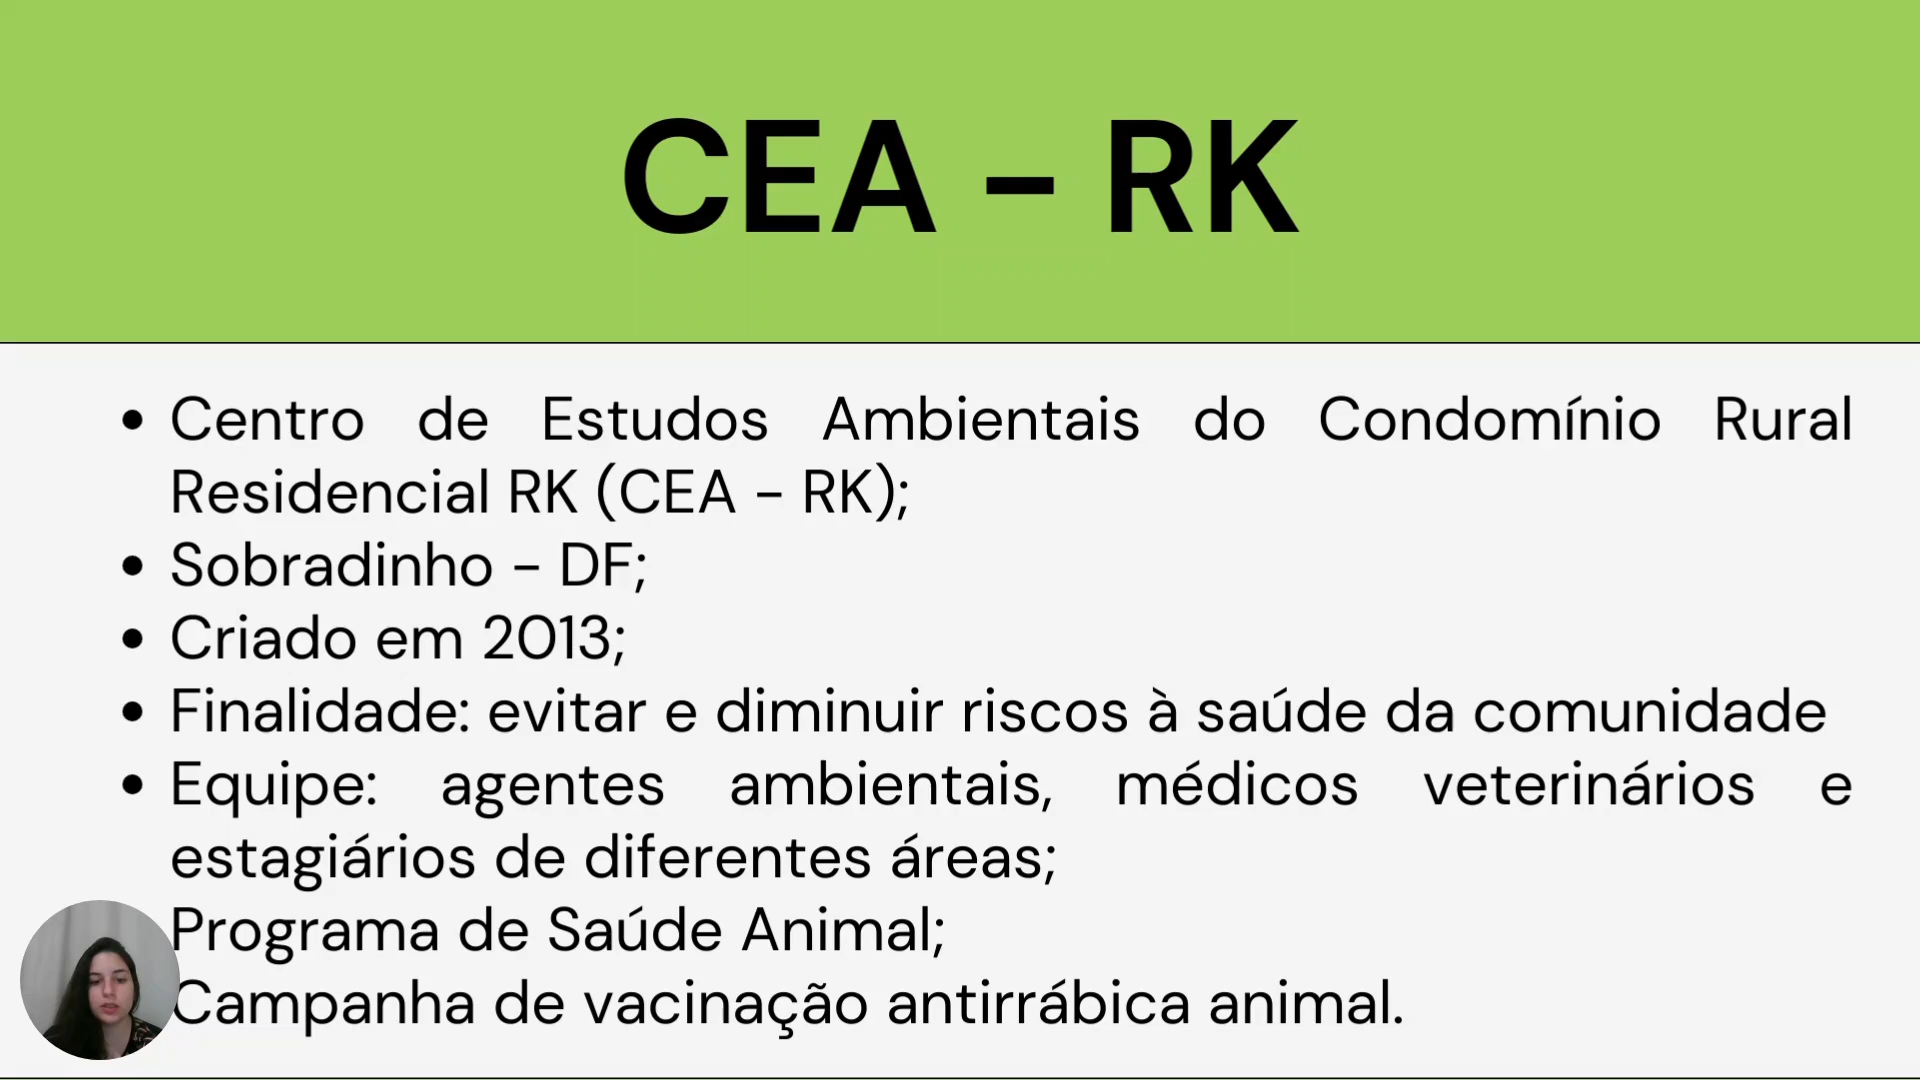 CEA – RK
• Centro de Estudos Ambientais do Condomínio Rural
Residencial RK (CEA – RK);
• Sobradinho – DF;
• Criado em 2013;
• Finalidade: evitar e diminuir riscos à saúde da comunidade
• Equipe: agentes ambientais, médicos veterinários e
estagiários de diferentes áreas;
Programa de Saúde Animal;
Campanha de vacinação antirrábica animal.